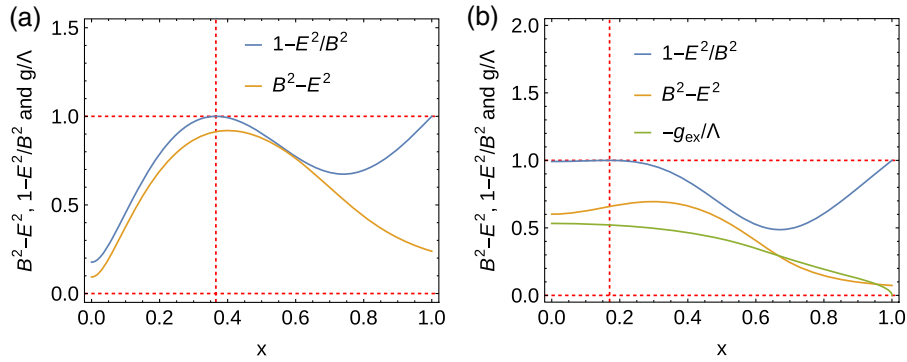 (a)
B²−E², 1−E²/B² and g/Λ
1.5
1.0
0.5
0.0
1−E²/B²
B²−E²
0.0 0.2 0.4 0.6 0.8 1.0
x
(b)
B²−E², 1−E²/B² and g/Λ
2.0
1.5
1.0
0.5
0.0
1−E²/B²
B²−E²
−gₑₓ/Λ
0.0 0.2 0.4 0.6 0.8 1.0
x